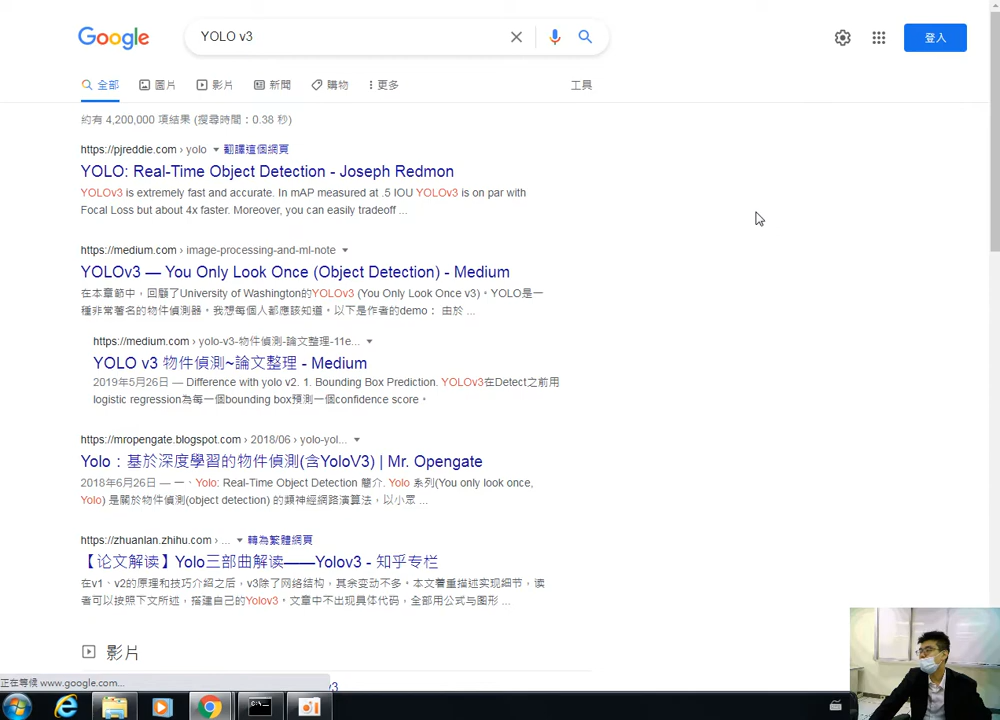 Google
YOLO v3
登入
全部
圖片
影片
新聞
購物
更多
工具
約有 4,200,000 項結果 (搜尋時間：0.38 秒)
https://pjreddie.com › yolo 翻譯這個網頁
YOLO: Real-Time Object Detection - Joseph Redmon
YOLOv3 is extremely fast and accurate. In mAP measured at .5 IOU YOLOv3 is on par with
Focal Loss but about 4x faster. Moreover, you can easily tradeoff ...
https://medium.com › image-processing-and-ml-note
YOLOv3 — You Only Look Once (Object Detection) - Medium
在本章節中，回顧了University of Washington的YOLOv3 (You Only Look Once v3)。YOLO是一
種非常著名的物件偵測器。我想每個人都應該知道。以下是作者的demo： 由於 ...
https://medium.com › yolo-v3-物件偵測-論文整理-11e...
YOLO v3 物件偵測~論文整理 - Medium
2019年5月26日 — Difference with yolo v2. 1. Bounding Box Prediction. YOLOv3在Detect之前用
logistic regression為每一個bounding box預測一個confidence score。
https://mropengate.blogspot.com › 2018/06 › yolo-yol...
Yolo：基於深度學習的物件偵測(含YoloV3) | Mr. Opengate
2018年6月26日 — 一、Yolo: Real-Time Object Detection 簡介. Yolo 系列(You only look once,
Yolo) 是關於物件偵測(object detection) 的類神經網路演算法，以小眾 ...
https://zhuanlan.zhihu.com › ... 轉為繁體網頁
【论文解读】Yolo三部曲解读——Yolov3 - 知乎专栏
在v1、v2的原理和技巧介绍之后，v3除了网络结构，其余变动不多。本文着重描述实现细节，读
者可以按照下文所述，搭建自己的Yolov3。文章中不出现具体代码，全部用公式与图形 ...
影片
正在等候 www.google.com...
v3